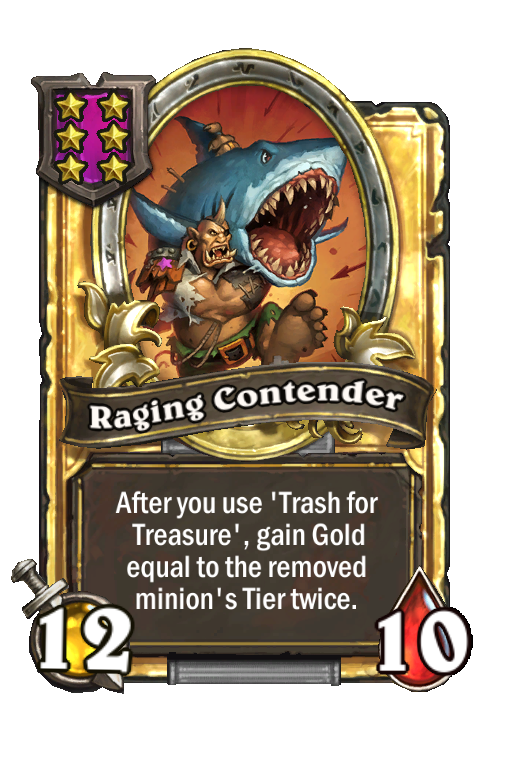 Raging Contender
After you use 'Trash for
Treasure', gain Gold
equal to the removed
minion's Tier twice.
12
10